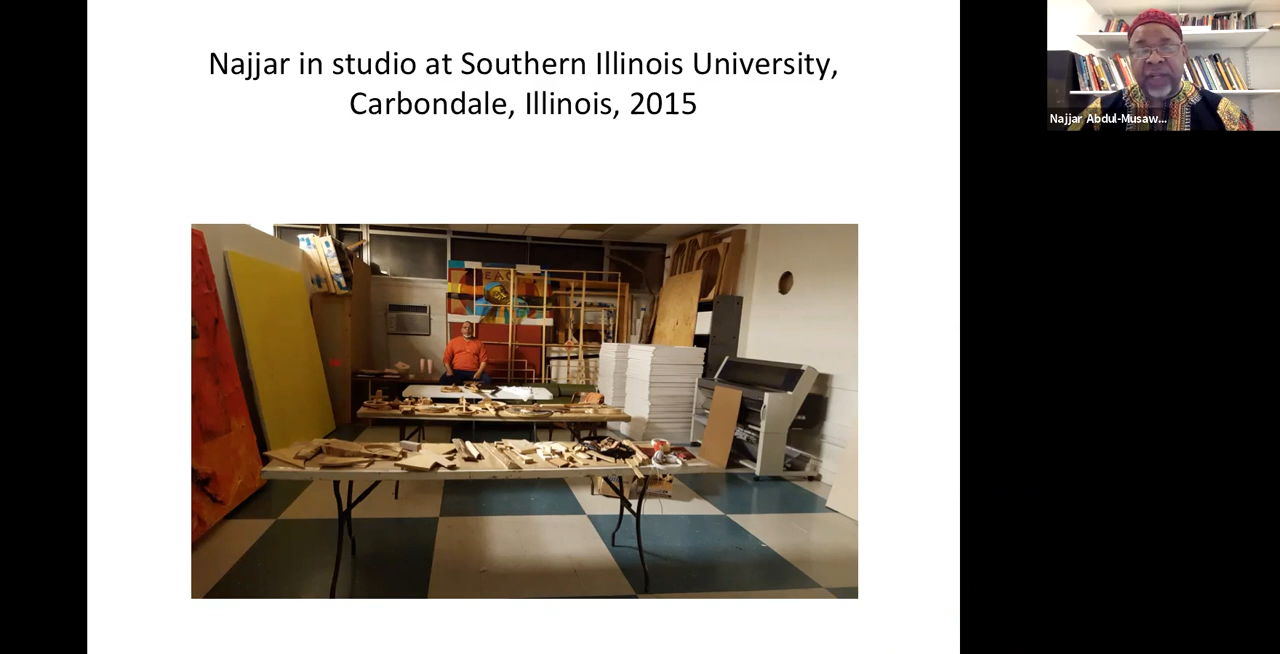 Najjar in studio at Southern Illinois University,
Carbondale, Illinois, 2015
Najjar Abdul-Musaw...